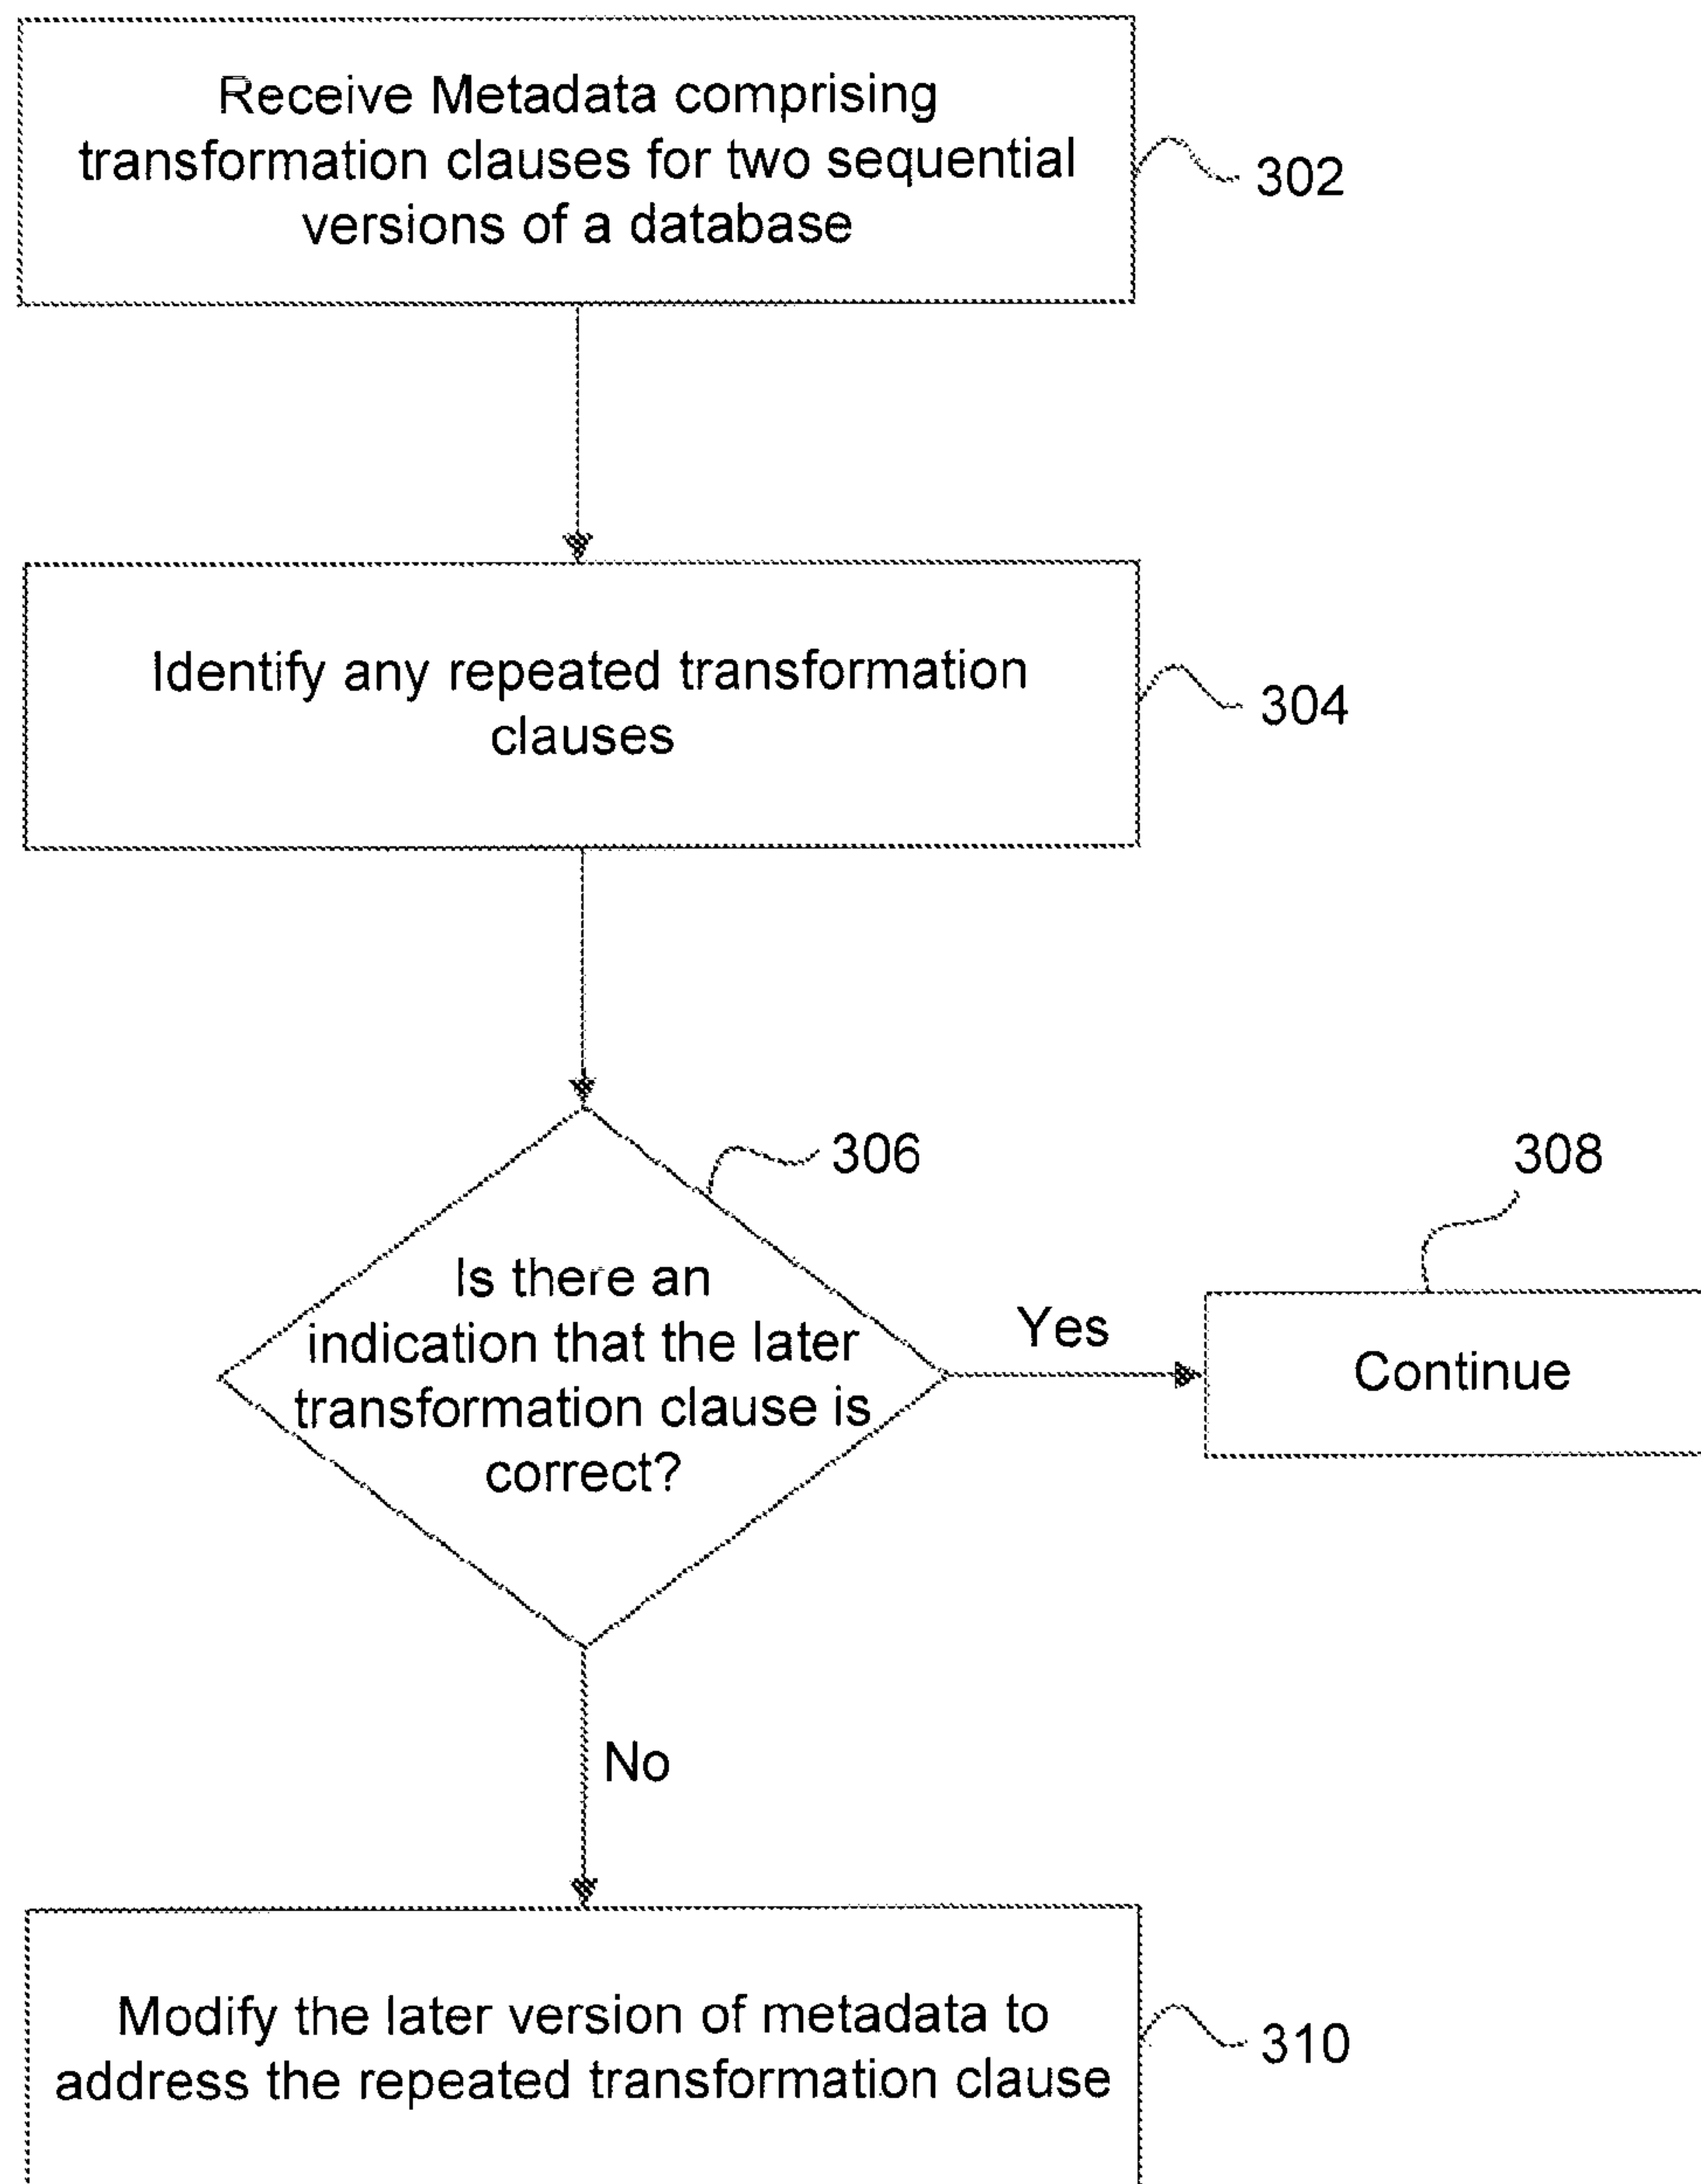 Receive Metadata comprising
transformation clauses for two sequential
versions of a database
302
Identify any repeated transformation
clauses
304
306
308
Is there an
indication that the later
transformation clause is
correct?
Yes
Continue
No
Modify the later version of metadata to
address the repeated transformation clause
310